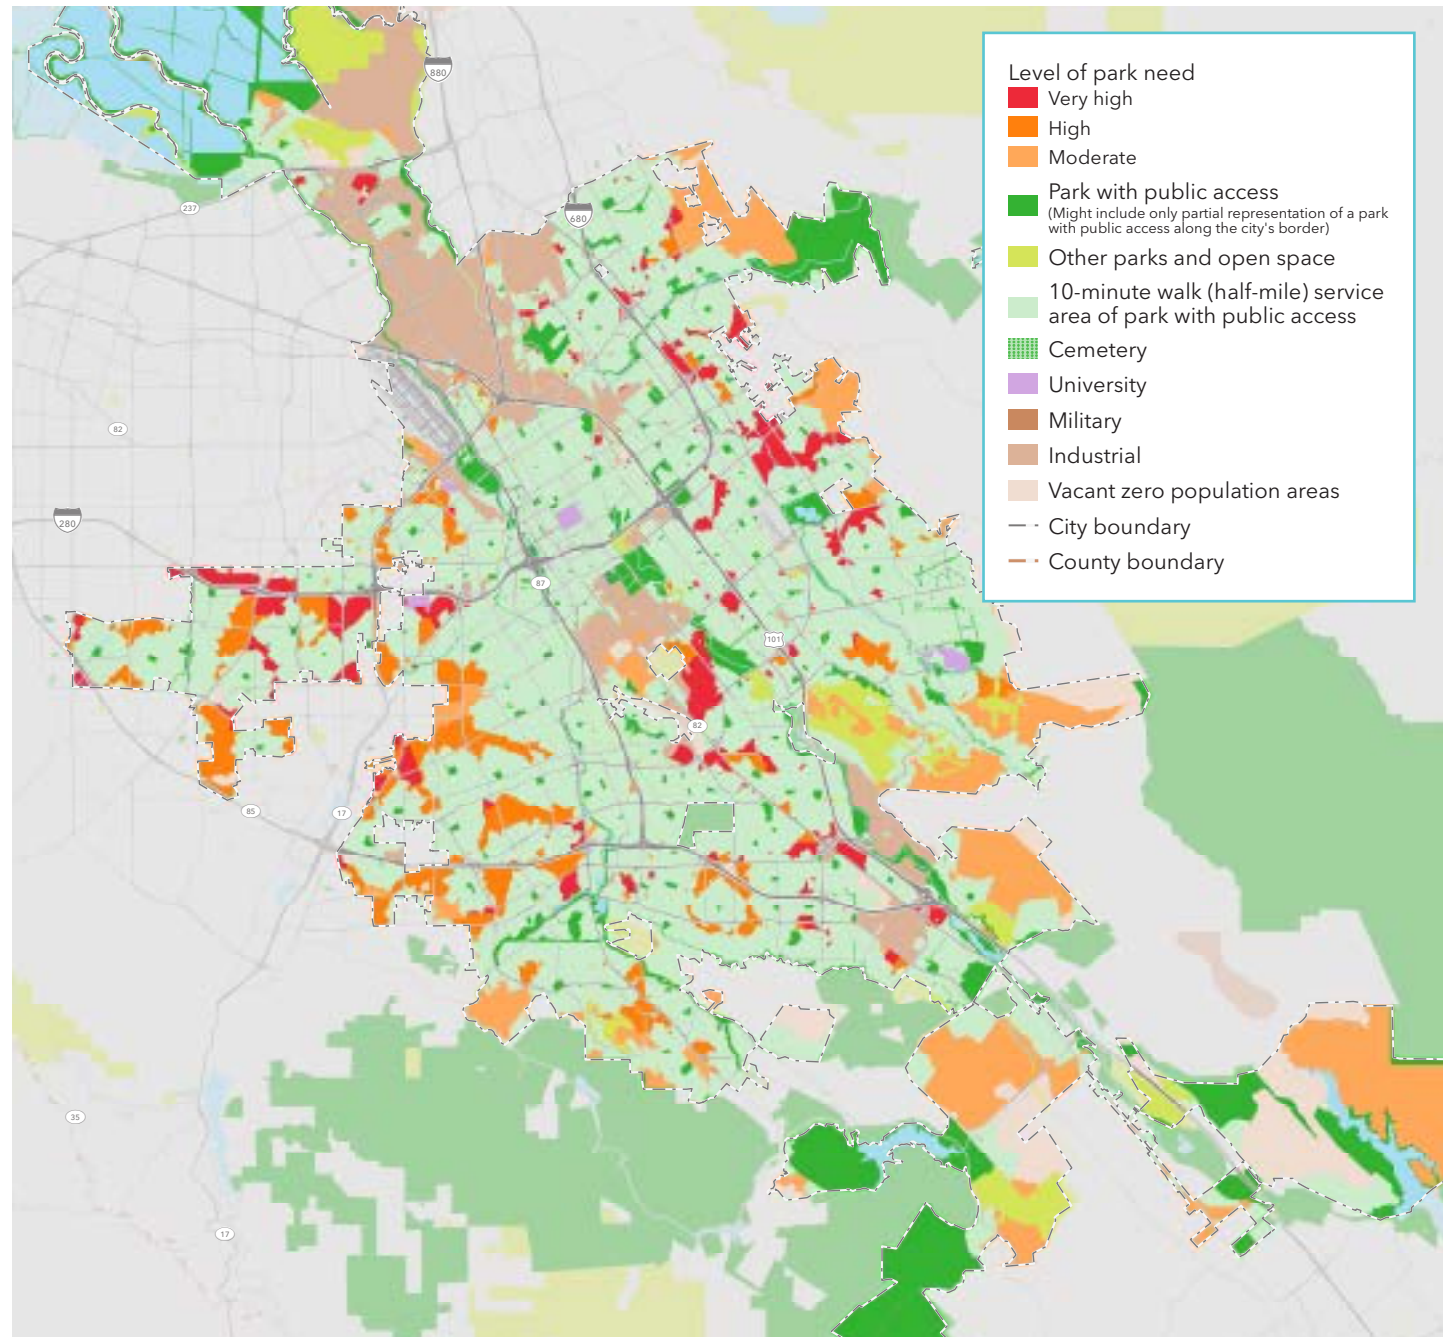 Level of park need
Very high
High
Moderate
Park with public access
(Might include only partial representation of a park
with public access along the city's border)
Other parks and open space
10-minute walk (half-mile) service
area of park with public access
Cemetery
University
Military
Industrial
Vacant zero population areas
City boundary
County boundary
880
237
680
82
280
87
101
82
85
17
35
17